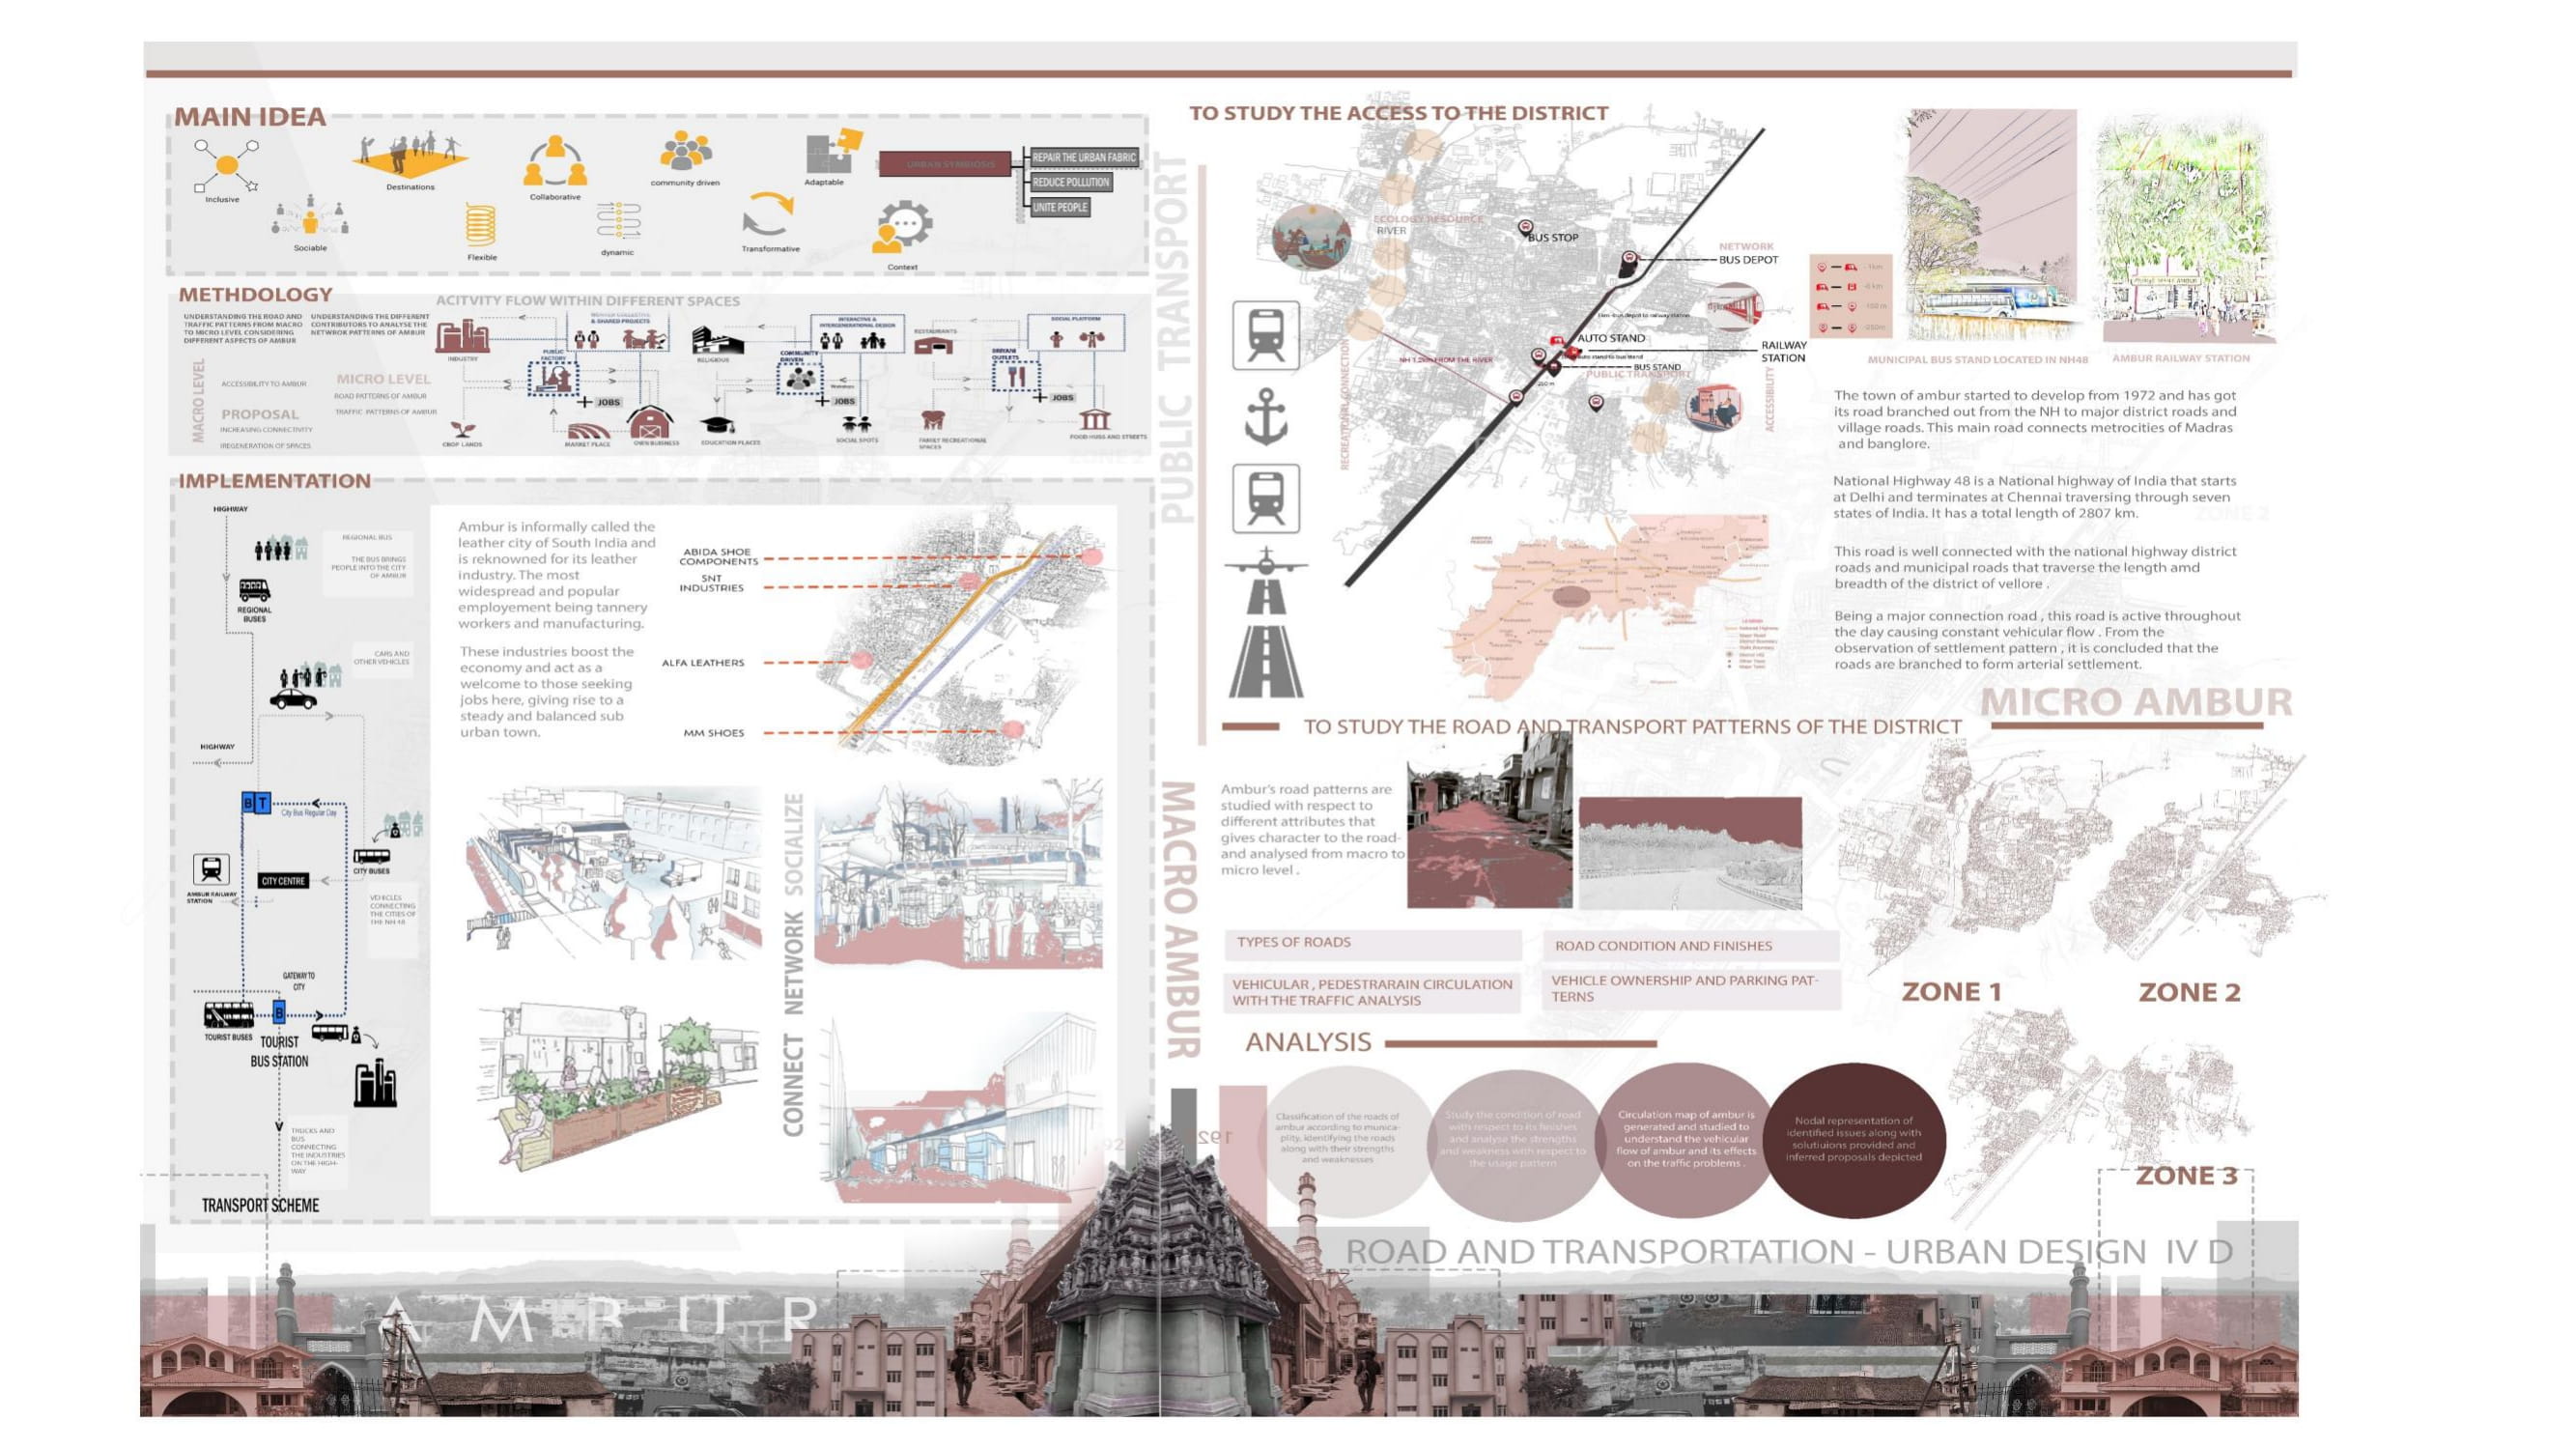 MAIN IDEA
Inclusive
Destinations
Collaborative
community driven
Adaptable
URBAN SYMBIOSIS
REPAIR THE URBAN FABRIC
REDUCE POLLUTION
UNITE PEOPLE
Sociable
Flexible
dynamic
Transformative
Context
METHDOLOGY
ACITVITY FLOW WITHIN DIFFERENT SPACES
UNDERSTANDING THE ROAD AND
TRAFFIC PATTERNS FROM MACRO
TO MICRO LEVEL CONSIDERING
DIFFERENT ASPECTS OF AMBUR
UNDERSTANDING THE DIFFERENT
CONTRIBUTORS TO ANALYSE THE
NETWROK PATTERNS OF AMBUR
MACRO LEVEL
ACCESSIBILITY TO AMBUR
PROPOSAL
INCREASING CONNECTIVITY
IREGENERATION OF SPACES
MICRO LEVEL
ROAD PATTERNS OF AMBUR
TRAFFIC PATTERNS OF AMBUR
INDUSTRY
& SHARED PROJECTS
PUBLIC
FACTORY
+ JOBS
CROP LANDS
MARKET PLACE
OWN BUSINESS
RELIGIOUS
INTERACTIVE &
INTERGENERATIONAL DESIGN
COMMUNITY
DRIVEN
+ JOBS
EDUCATION PLACES
SOCIAL SPOTS
RESTAURANTS
SOCIAL PLATFORM
BIRIYANI
OUTLETS
+ JOBS
FAMILY RECREATIONAL
SPACES
FOOD HUBS AND STREETS
IMPLEMENTATION
HIGHWAY
REGIONAL BUS
THE BUS BRINGS
PEOPLE INTO THE CITY
OF AMBUR
REGIONAL
BUSES
CARS AND
OTHER VEHICLES
HIGHWAY
B T
City Bus Regular Day
CITY BUSES
CITY CENTRE
AMBUR RAILWAY
STATION
VEHICLES
CONNECTING
THE CITIES OF
THE NH 48
GATEWAY TO
CITY
B
TOURIST BUSES
TOURIST
BUS STATION
TRUCKS AND
BUS
CONNECTING
THE INDUSTRIES
ON THE HIGH-
WAY
TRANSPORT SCHEME
Ambur is informally called the
leather city of South India and
is reknowned for its leather
industry. The most
widespread and popular
employement being tannery
workers and manufacturing.
These industries boost the
economy and act as a
welcome to those seeking
jobs here, giving rise to a
steady and balanced sub
urban town.
ABIDA SHOE
COMPONENTS
SNT
INDUSTRIES
ALFA LEATHERS
MM SHOES
CONNECT NETWORK SOCIALIZE
PUBLIC TRANSPORT
MACRO AMBUR
TO STUDY THE ACCESS TO THE DISTRICT
ECOLOGY RESOURCE
RIVER
BUS STOP
NETWORK
BUS DEPOT
AUTO STAND
RAILWAY
STATION
BUS STAND
PUBLIC TRANSPORT
NH 1.2km FROM THE RIVER
RECREATIONAL CONNECTION
ACCESSIBILITY
MUNICIPAL BUS STAND LOCATED IN NH48
AMBUR RAILWAY STATION
The town of ambur started to develop from 1972 and has got
its road branched out from the NH to major district roads and
village roads. This main road connects metrocities of Madras
and banglore.
National Highway 48 is a National highway of India that starts
at Delhi and terminates at Chennai traversing through seven
states of India. It has a total length of 2807 km.
ZONE 2
This road is well connected with the national highway district
roads and municipal roads that traverse the length amd
breadth of the district of vellore .
Being a major connection road , this road is active throughout
the day causing constant vehicular flow . From the
observation of settlement pattern , it is concluded that the
roads are branched to form arterial settlement.
MICRO AMBUR
TO STUDY THE ROAD AND TRANSPORT PATTERNS OF THE DISTRICT
Ambur's road patterns are
studied with respect to
different attributes that
gives character to the road
and analysed from macro to
micro level .
TYPES OF ROADS
ROAD CONDITION AND FINISHES
VEHICULAR , PEDESTRARAIN CIRCULATION
WITH THE TRAFFIC ANALYSIS
VEHICLE OWNERSHIP AND PARKING PAT-
TERNS
ZONE 1
ZONE 2
ZONE 3
ANALYSIS
Classification of the roads of
ambur according to munica-
plity, identifying the roads
along with their strengths
and weaknesses
Study the condition of road
with respect to its finishes
and analyse the strengths
and weakness with respect to
the usage pattern
Circulation map of ambur is
generated and studied to
understand the vehicular
flow of ambur and its effects
on the traffic problems .
Nodal representation of
identified issues along with
solutiuions provided and
inferred proposals depicted
ROAD AND TRANSPORTATION - URBAN DESIGN IV D
AMBUR